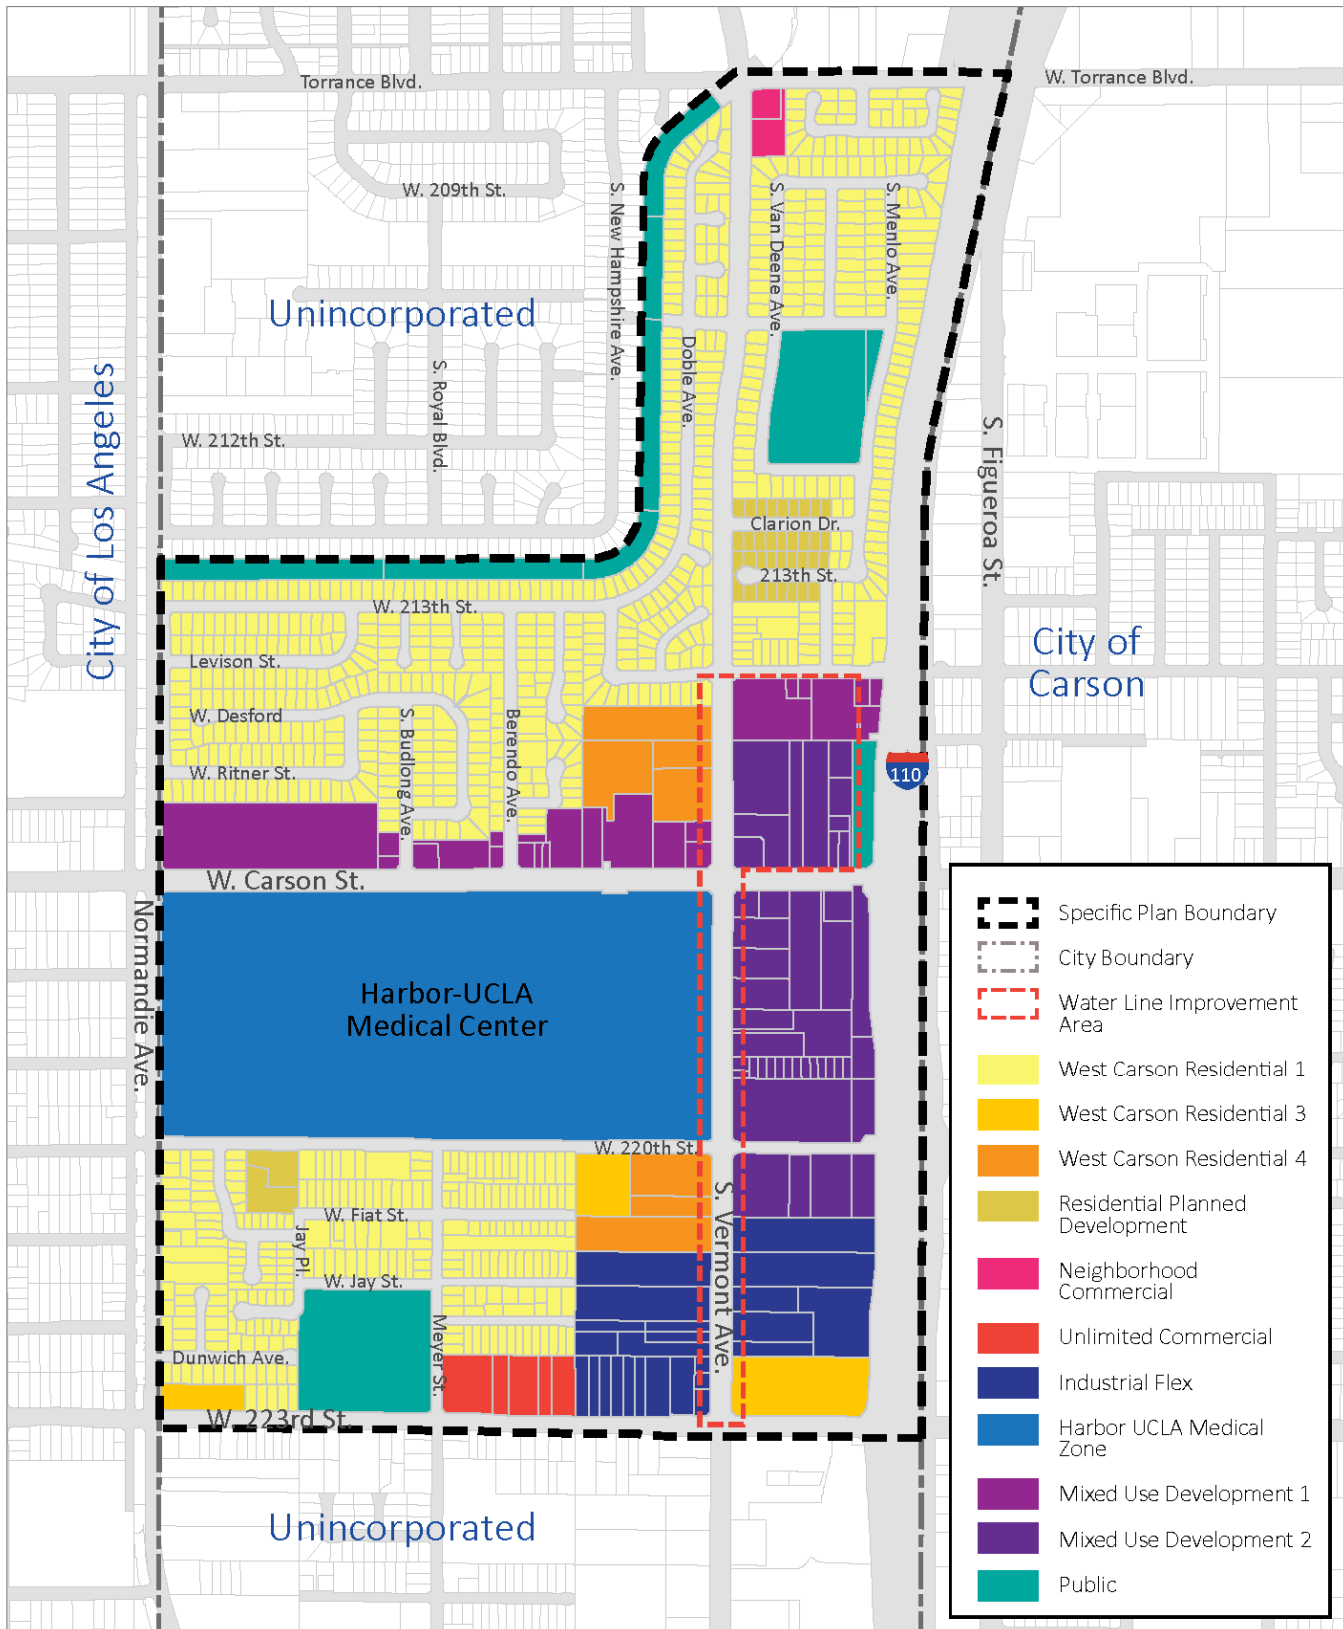 Torrance Blvd.
W. Torrance Blvd.
W. 209th St.
S. New Hampshire Ave.
S. Van Deene Ave.
S. Menlo Ave.
Unincorporated
Doble Ave.
S. Royal Blvd.
City of Los Angeles
W. 212th St.
S. Figueroa St.
Clarion Dr.
213th St.
W. 213th St.
City of
Carson
Levison St.
W. Desford
S. Budlong Ave.
Berendo Ave.
W. Ritner St.
110
W. Carson St.
Normandie Ave.
Harbor-UCLA
Medical Center
W. 220th St.
S. Vermont Ave.
W. Fiat St.
Jay Pl.
W. Jay St.
Meyer St.
Dunwich Ave.
W. 223rd St.
Unincorporated
Specific Plan Boundary
City Boundary
Water Line Improvement
Area
West Carson Residential 1
West Carson Residential 3
West Carson Residential 4
Residential Planned
Development
Neighborhood
Commercial
Unlimited Commercial
Industrial Flex
Harbor UCLA Medical
Zone
Mixed Use Development 1
Mixed Use Development 2
Public